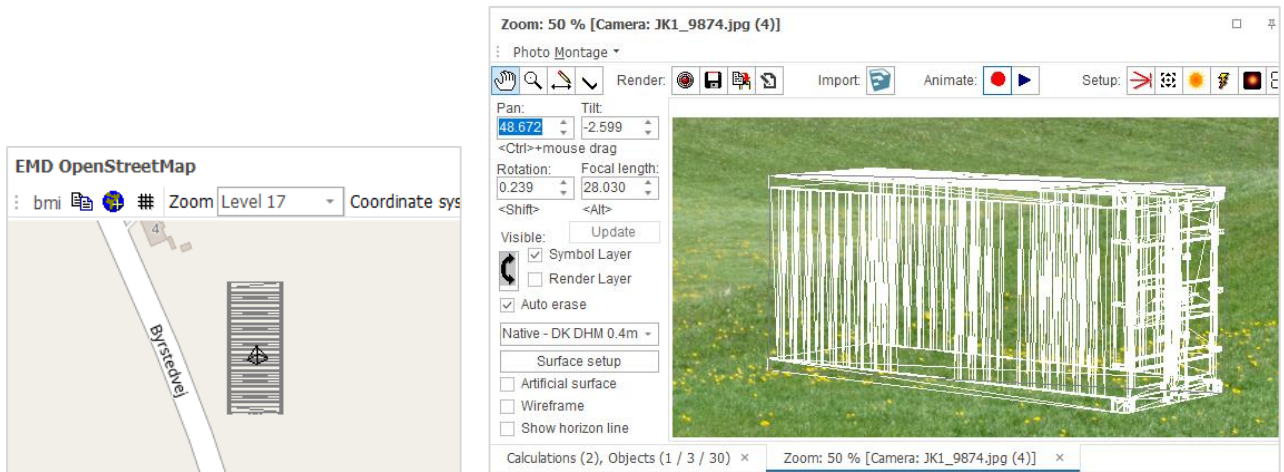 EMD OpenStreetMap
bmi Zoom Level 17 Coordinate sys
4
Byrstedvej
Zoom: 50 % [Camera: JK1_9874.jpg (4)]
Photo Montage
Render: Import: Animate: Setup:
Pan: Tilt:
48.672 -2.599
<Ctrl>+mouse drag
Rotation: Focal length:
0.239 28.030
<Shift> <Alt>
Visible: Update
Symbol Layer
Render Layer
Auto erase
Native - DK DHM 0.4m
Surface setup
Artificial surface
Wireframe
Show horizon line
Calculations (2), Objects (1 / 3 / 30) × Zoom: 50 % [Camera: JK1_9874.jpg (4)] ×